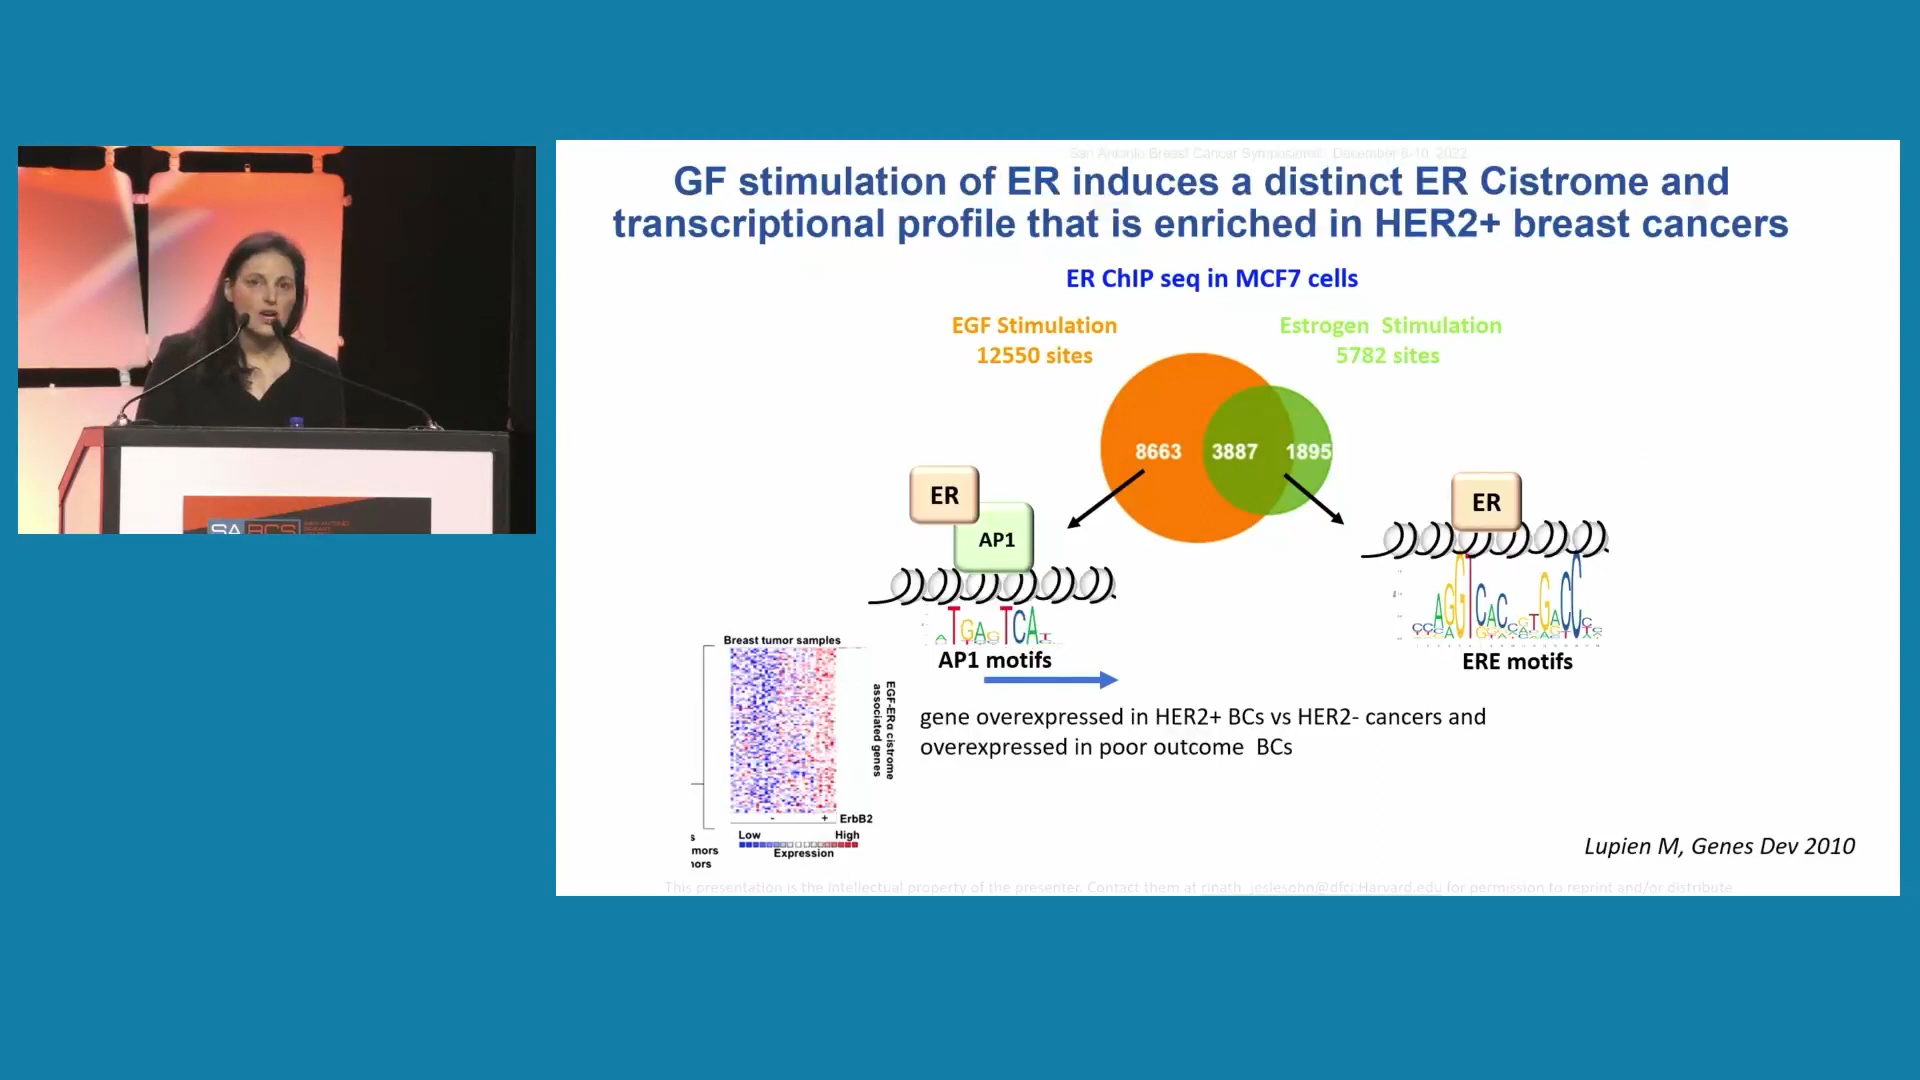 San Antonio Breast Cancer Symposium®, December 6-10, 2022
GF stimulation of ER induces a distinct ER Cistrome and
transcriptional profile that is enriched in HER2+ breast cancers
ER ChIP seq in MCF7 cells
EGF Stimulation
12550 sites
Estrogen Stimulation
5782 sites
8663
3887
1895
ER
AP1
ER
AP1 motifs
ERE motifs
Breast tumor samples
EGF-ERα cistrome
associated genes
- + ErbB2
Low High
Expression
s
mors
nors
gene overexpressed in HER2+ BCs vs HER2- cancers and
overexpressed in poor outcome BCs
Lupien M, Genes Dev 2010
This presentation is the intellectual property of the presenter. Contact them at rinath_jeslesohn@dfci.Harvard.edu for permission to reprint and/or distribute
SA BCS